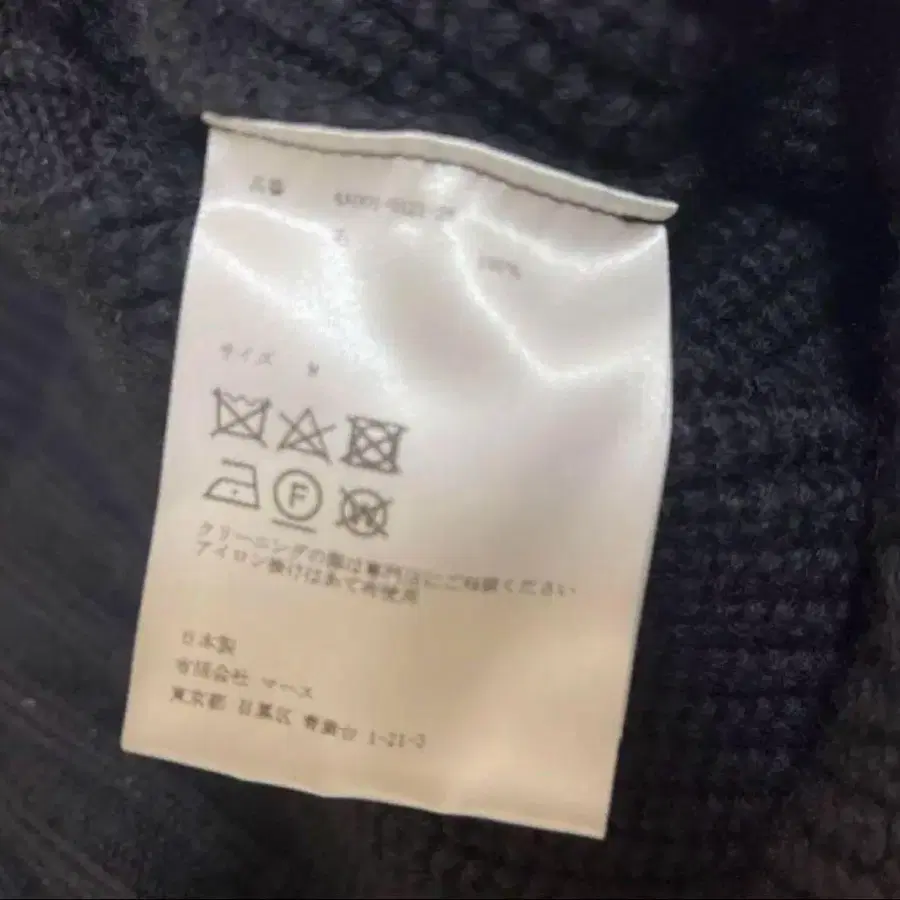 品番
100%
サイズ M
F
W
クリーニングの際は専門店にご相談ください
アイロン掛けはあて布使用
日本製
有限会社 マース
東京都 目黒区 青葉台 1-21-3